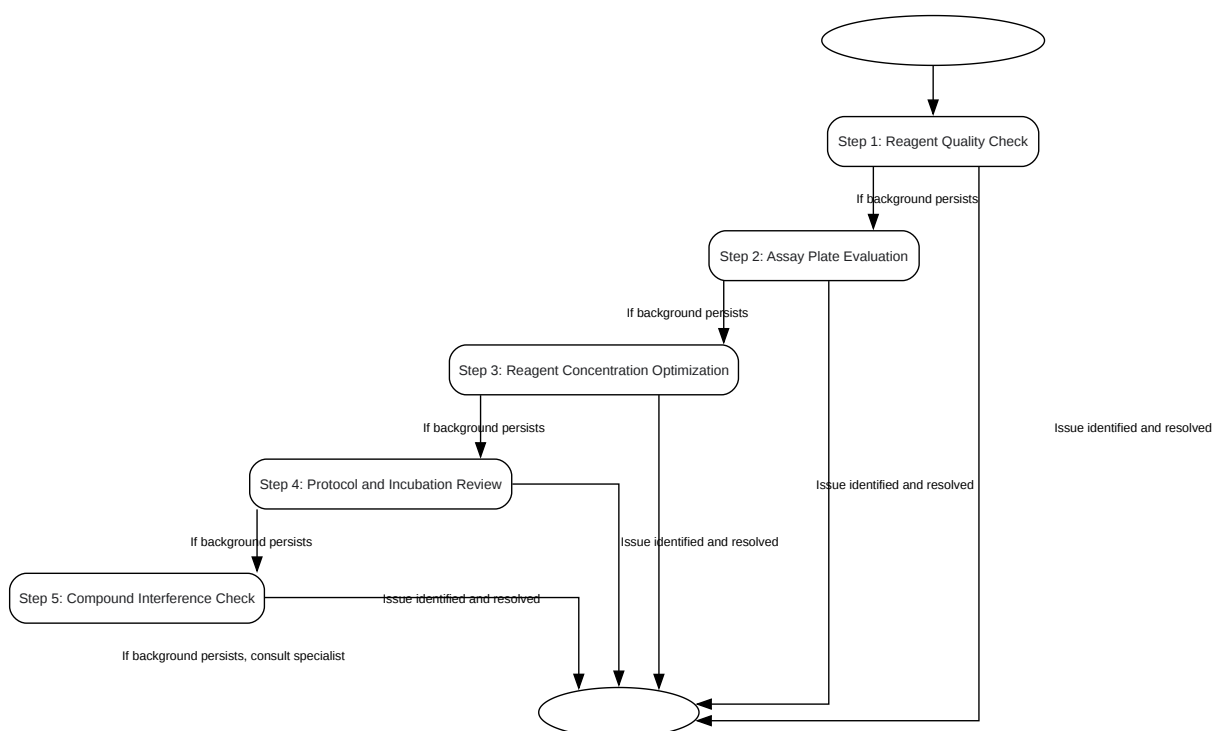 Step 1: Reagent Quality Check
If background persists
Step 2: Assay Plate Evaluation
If background persists
Step 3: Reagent Concentration Optimization
If background persists
Issue identified and resolved
Step 4: Protocol and Incubation Review
Issue identified and resolved
If background persists
Issue identified and resolved
Step 5: Compound Interference Check
Issue identified and resolved
If background persists, consult specialist